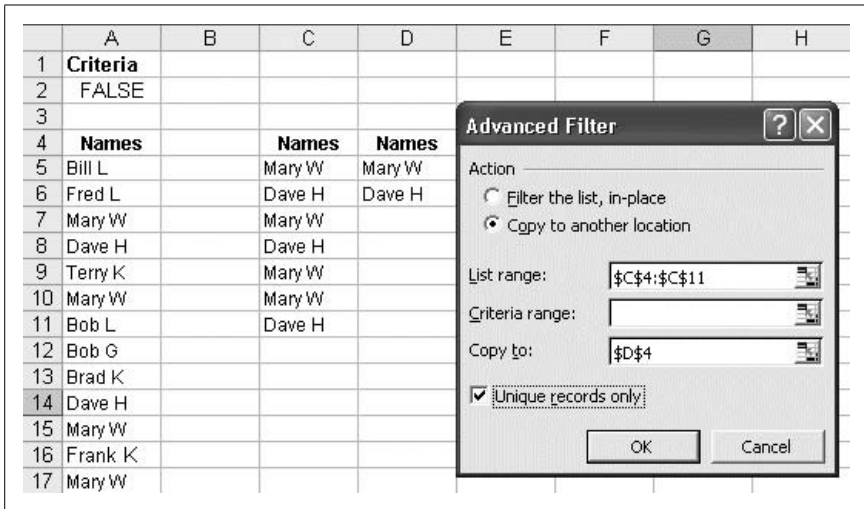 A B C D E F G H
1 Criteria
2 FALSE
3
4 Names Names Names
5 Bill L Mary W Mary W
6 Fred L Dave H Dave H
7 Mary W Mary W
8 Dave H Dave H
9 Terry K Mary W
10 Mary W Mary W
11 Bob L Dave H
12 Bob G
13 Brad K
14 Dave H
15 Mary W
16 Frank K
17 Mary W
Advanced Filter
Action
Filter the list, in-place
Copy to another location
List range: $C$4:$C$11
Criteria range:
Copy to: $D$4
Unique records only
OK Cancel